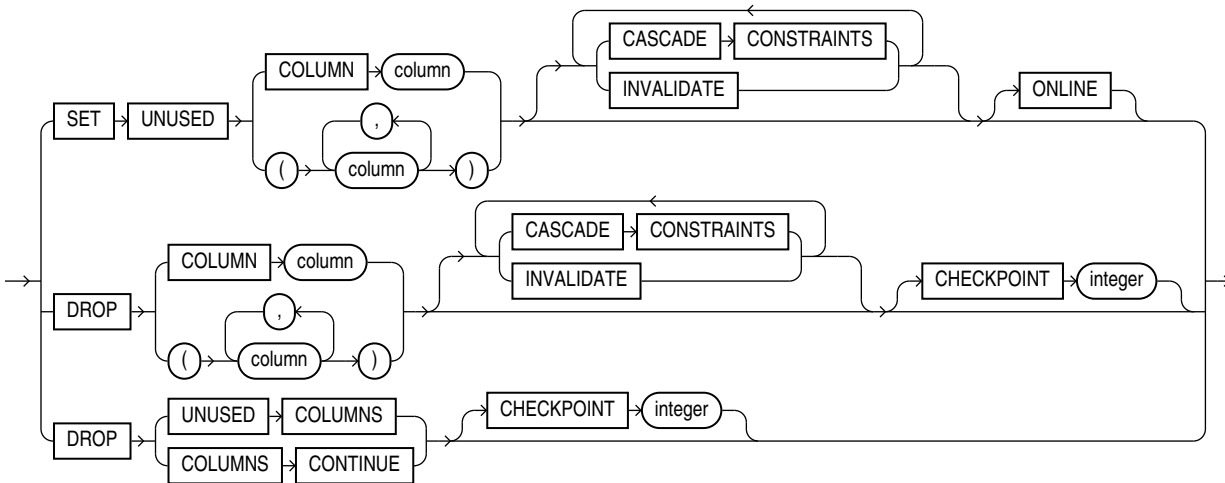 CASCADE CONSTRAINTS
COLUMN column
INVALIDATE
ONLINE
SET UNUSED
,
( column )
CASCADE CONSTRAINTS
COLUMN column
INVALIDATE
CHECKPOINT integer
DROP
,
( column )
UNUSED COLUMNS
CHECKPOINT integer
DROP
COLUMNS CONTINUE